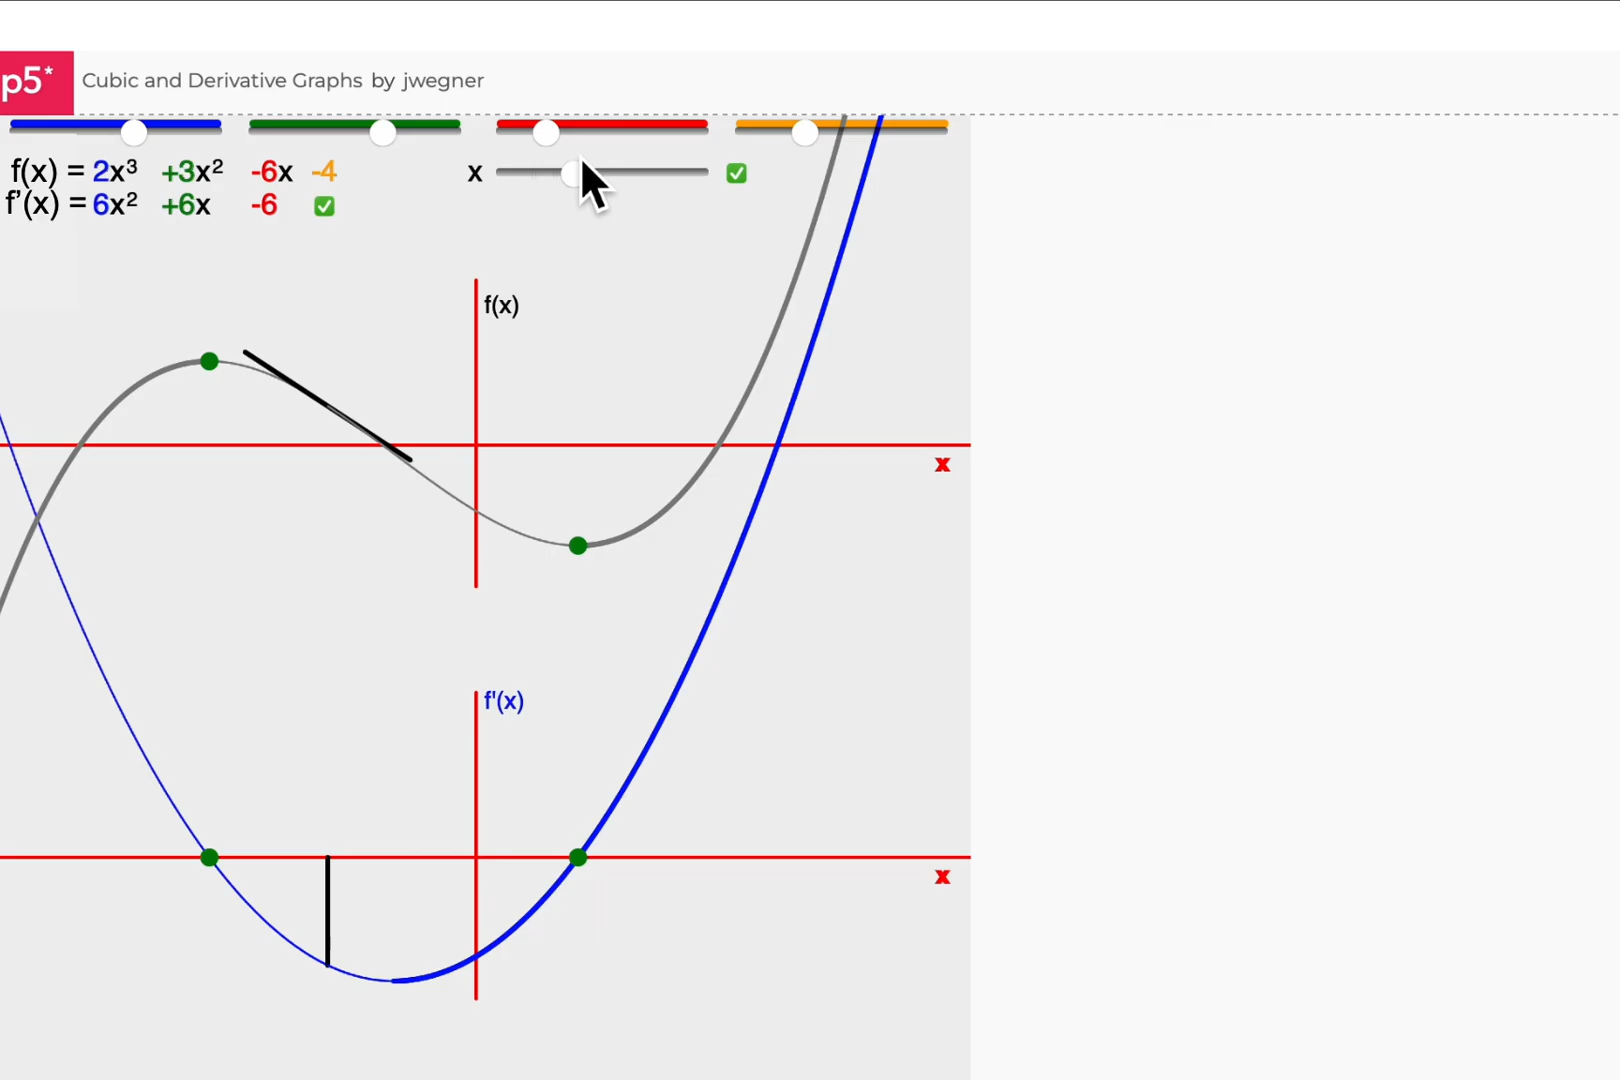 p5* Cubic and Derivative Graphs by jwegner
f(x) = 2x³ +3x² -6x -4 x
f'(x) = 6x² +6x -6
f(x)
x
f'(x)
x